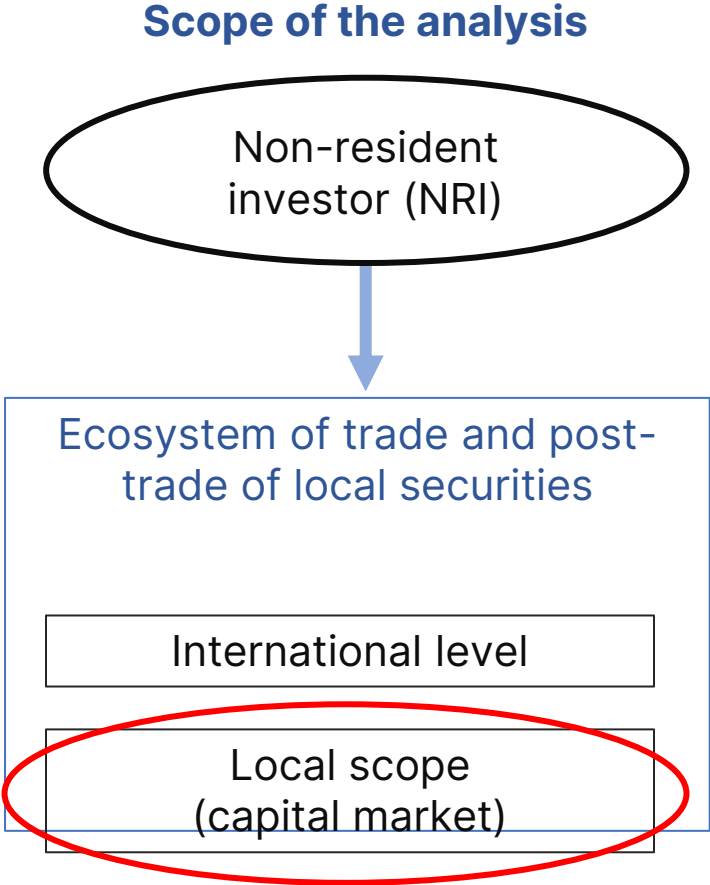 Scope of the analysis
Non-resident
investor (NRI)
Ecosystem of trade and post-
trade of local securities
International level
Local scope
(capital market)